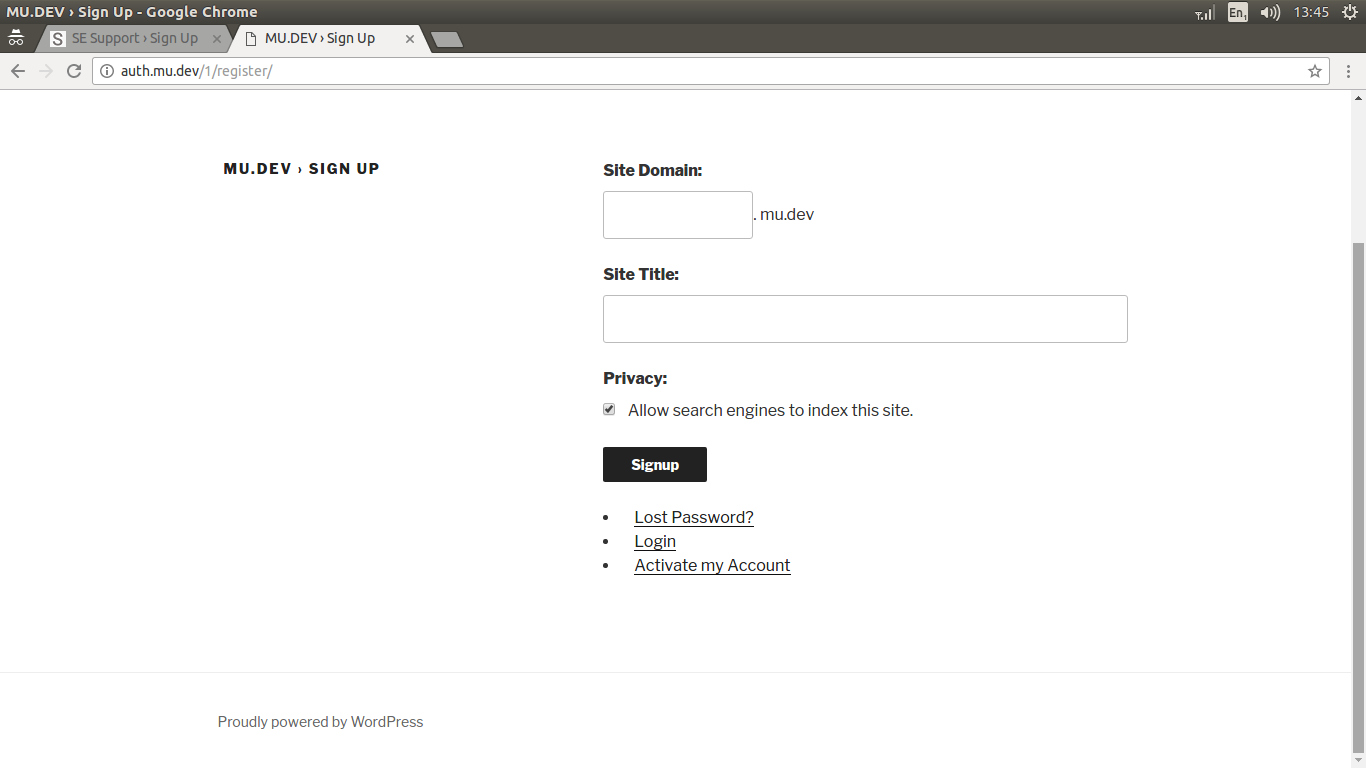 MU.DEV › Sign Up - Google Chrome
En1
13:45
SE Support › Sign Up
MU.DEV › Sign Up
auth.mu.dev/1/register/
MU.DEV › SIGN UP
Site Domain:
. mu.dev
Site Title:
Privacy:
Allow search engines to index this site.
Signup
Lost Password?
Login
Activate my Account
Proudly powered by WordPress